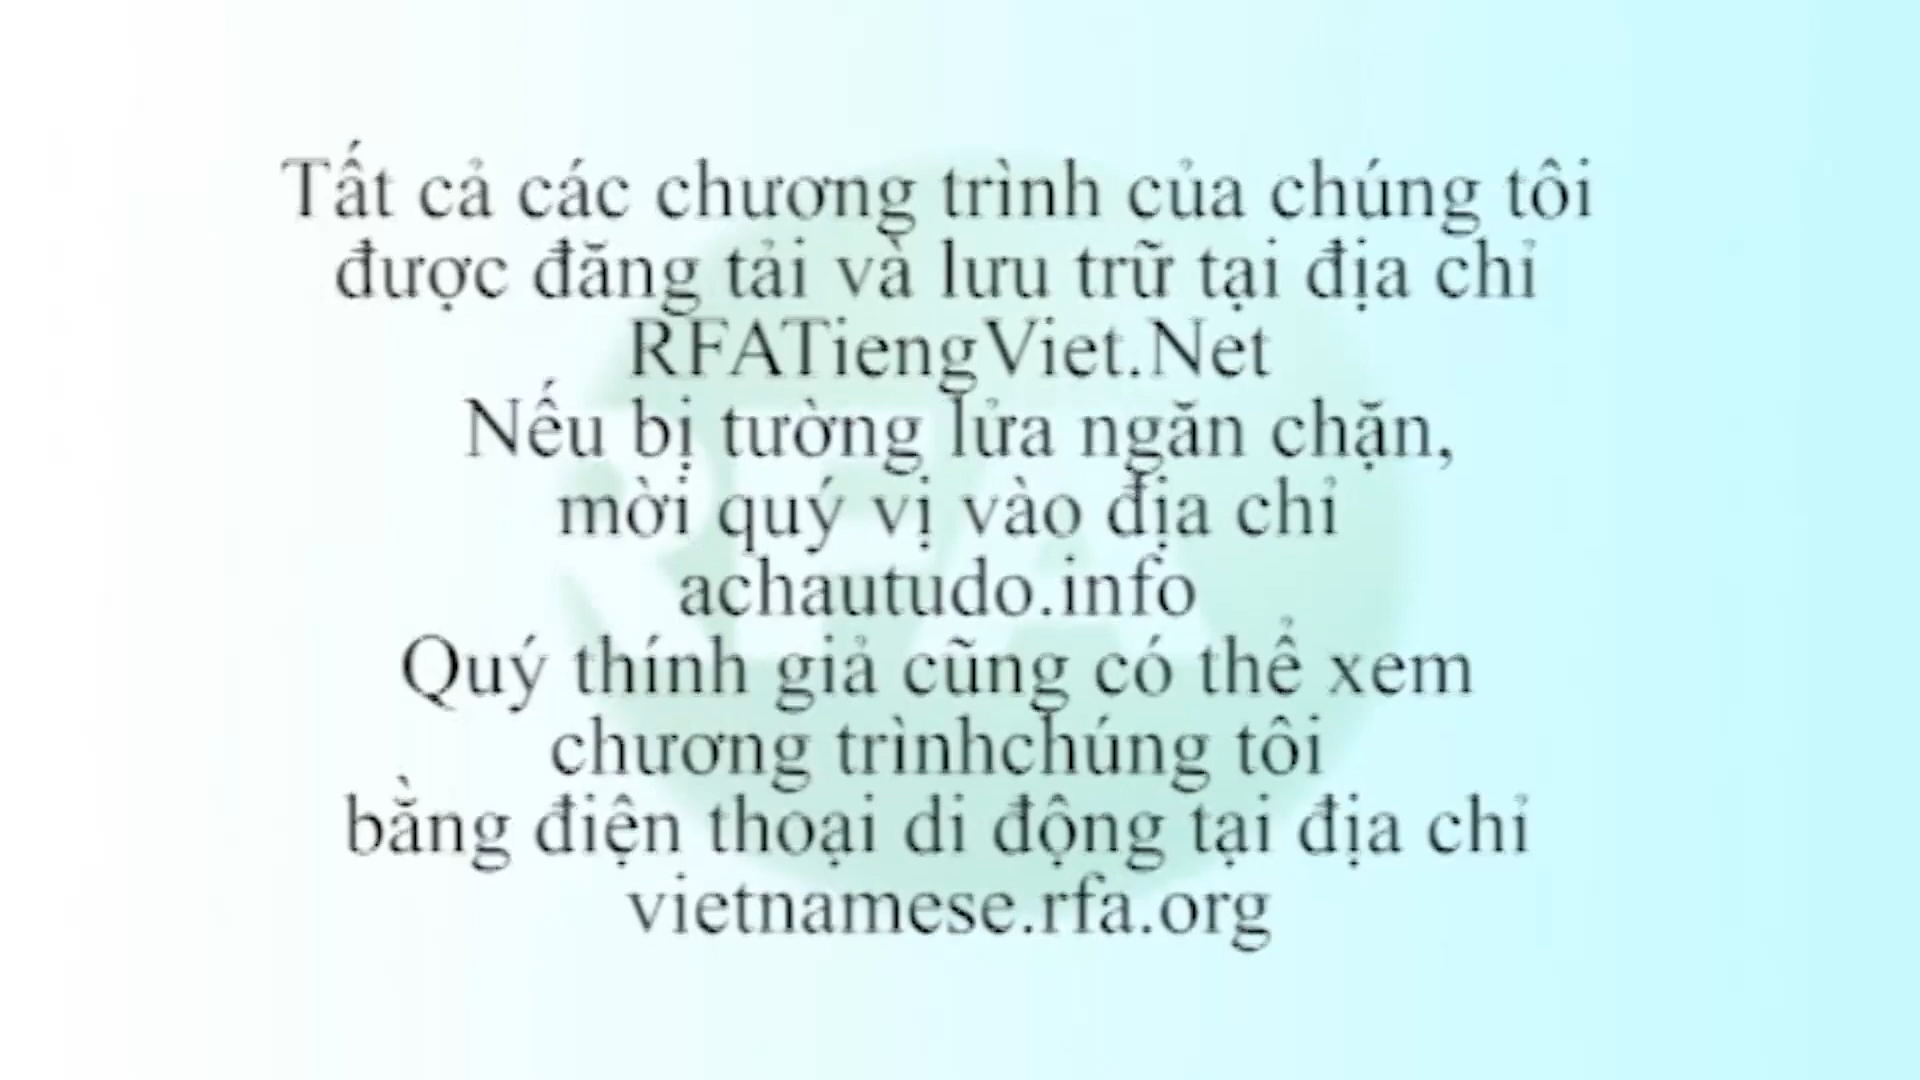 Tất cả các chương trình của chúng tôi
được đăng tải và lưu trữ tại địa chỉ
RFATiengViet.Net
Nếu bị tường lửa ngăn chặn,
mời quý vị vào địa chỉ
achautudo.info
Quý thính giả cũng có thể xem
chương trìnhchúng tôi
bằng điện thoại di động tại địa chỉ
vietnamese.rfa.org
RFA